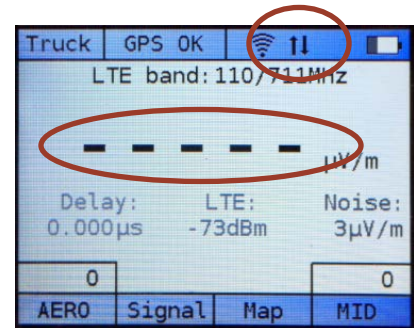 Truck GPS OK
LTE band:110/711MHz
– – – – – µV/m
Delay: LTE: Noise:
0.000µs -73dBm 3µV/m
0 0
AERO Signal Map MID